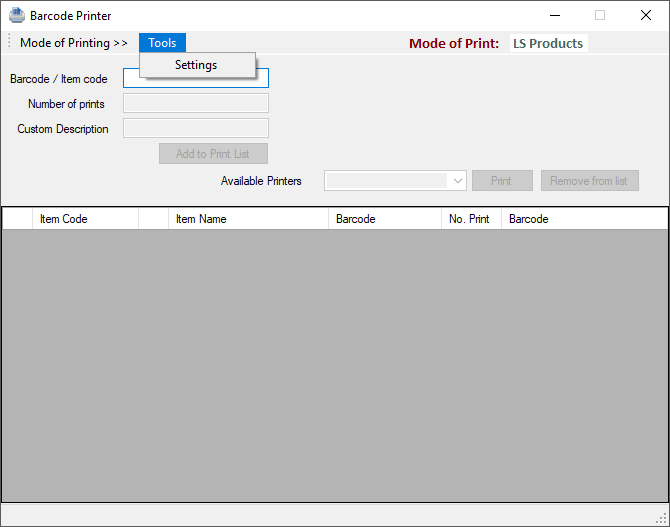 Barcode Printer
Mode of Printing >> Tools Mode of Print: LS Products
Settings
Barcode / Item code
Number of prints
Custom Description
Add to Print List
Available Printers Print Remove from list
Item Code Item Name Barcode No. Print Barcode